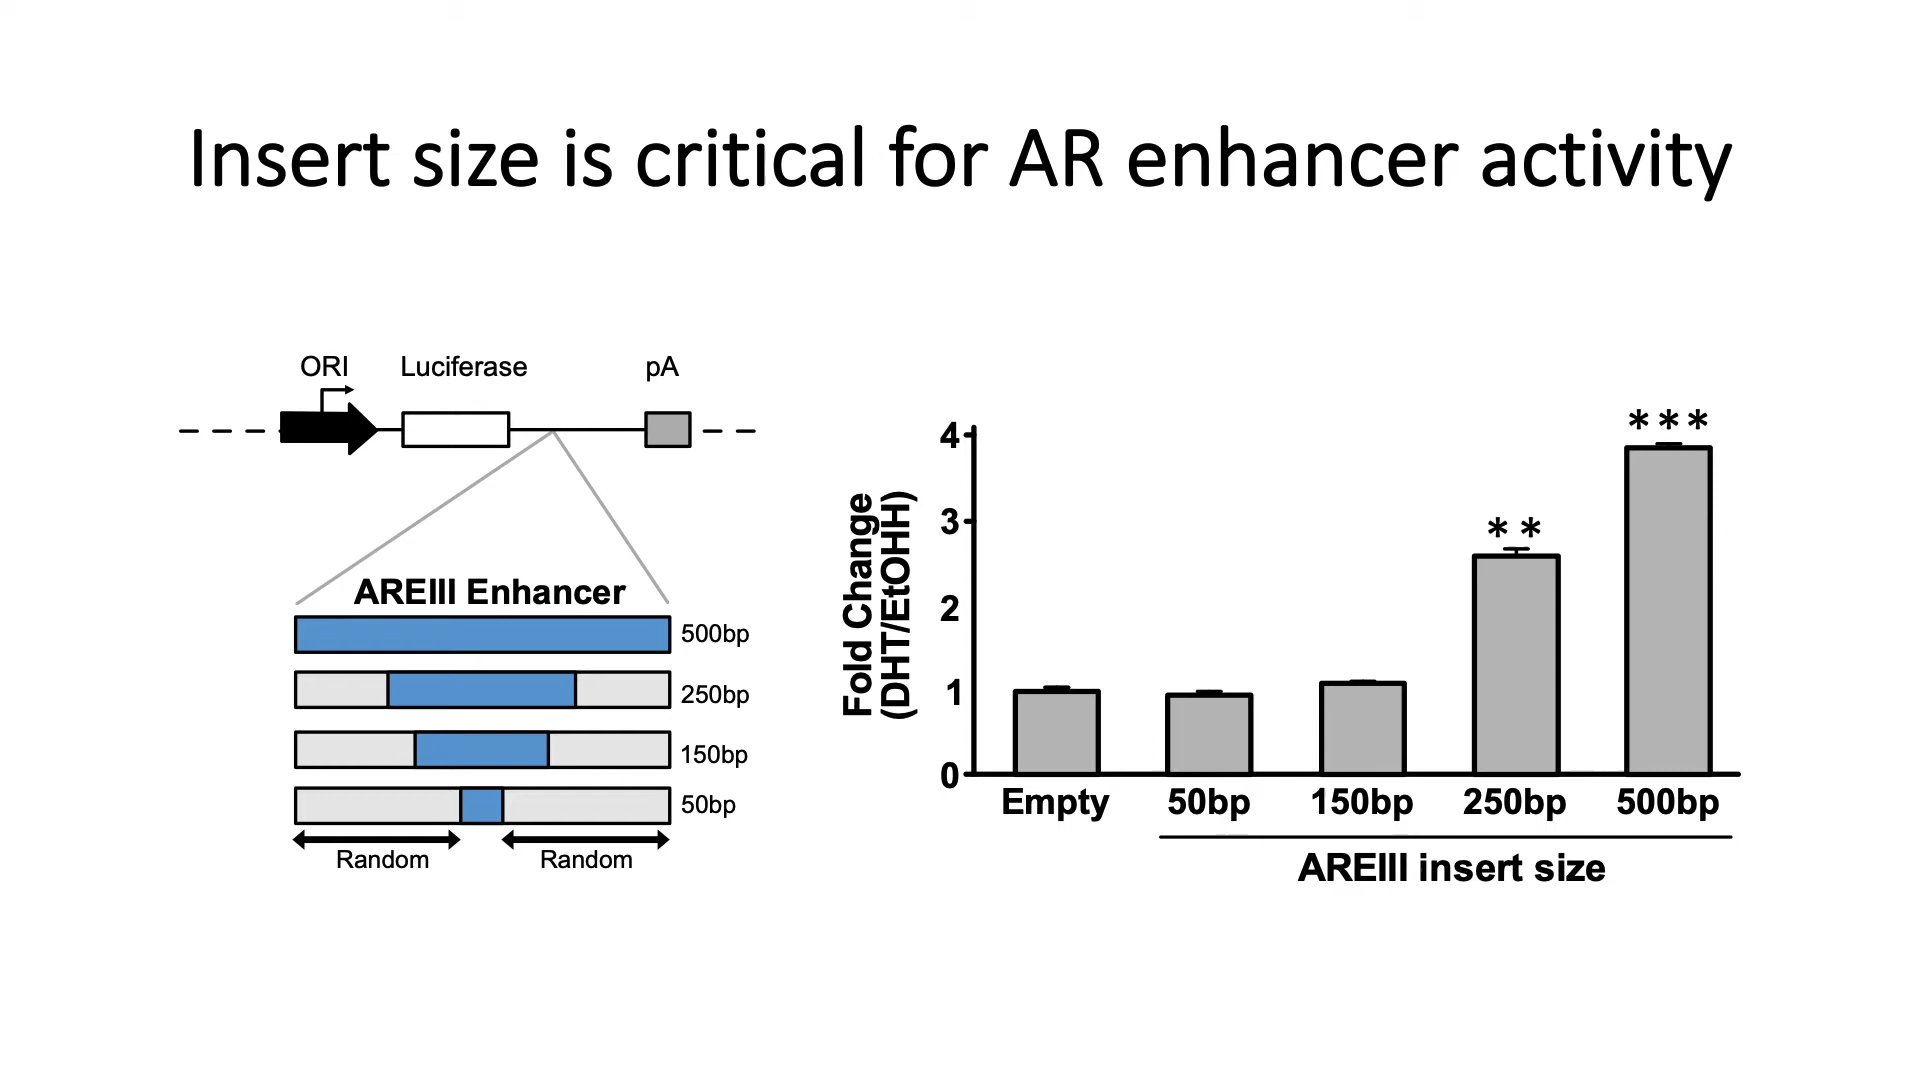 Insert size is critical for AR enhancer activity
ORI
Luciferase
pA
AREIII Enhancer
500bp
250bp
150bp
50bp
Random
Random
Fold Change
(DHT/EtOHH)
4
3
2
1
0
***
**
Empty
50bp
150bp
250bp
500bp
AREIII insert size